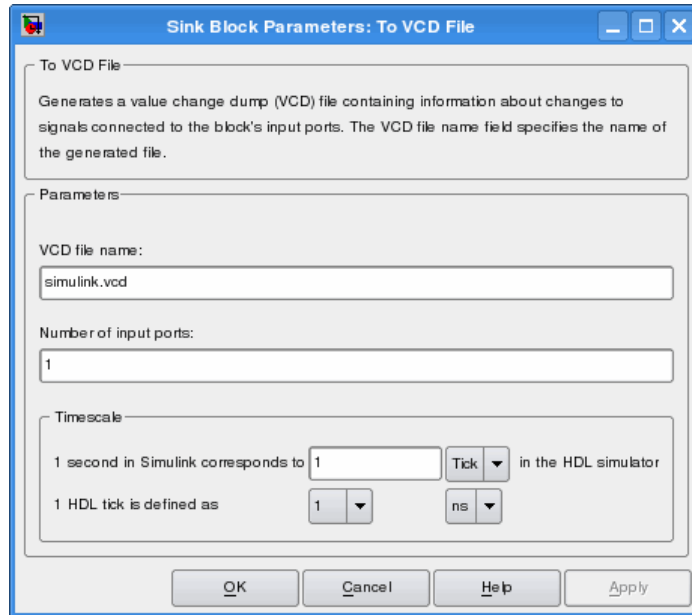 Sink Block Parameters: To VCD File
To VCD File
Generates a value change dump (VCD) file containing information about changes to
signals connected to the block's input ports. The VCD file name field specifies the name of
the generated file.
Parameters
VCD file name:
simulink.vcd
Number of input ports:
1
Timescale
1 second in Simulink corresponds to 1 Tick in the HDL simulator
1 HDL tick is defined as 1 ns
OK Cancel Help Apply